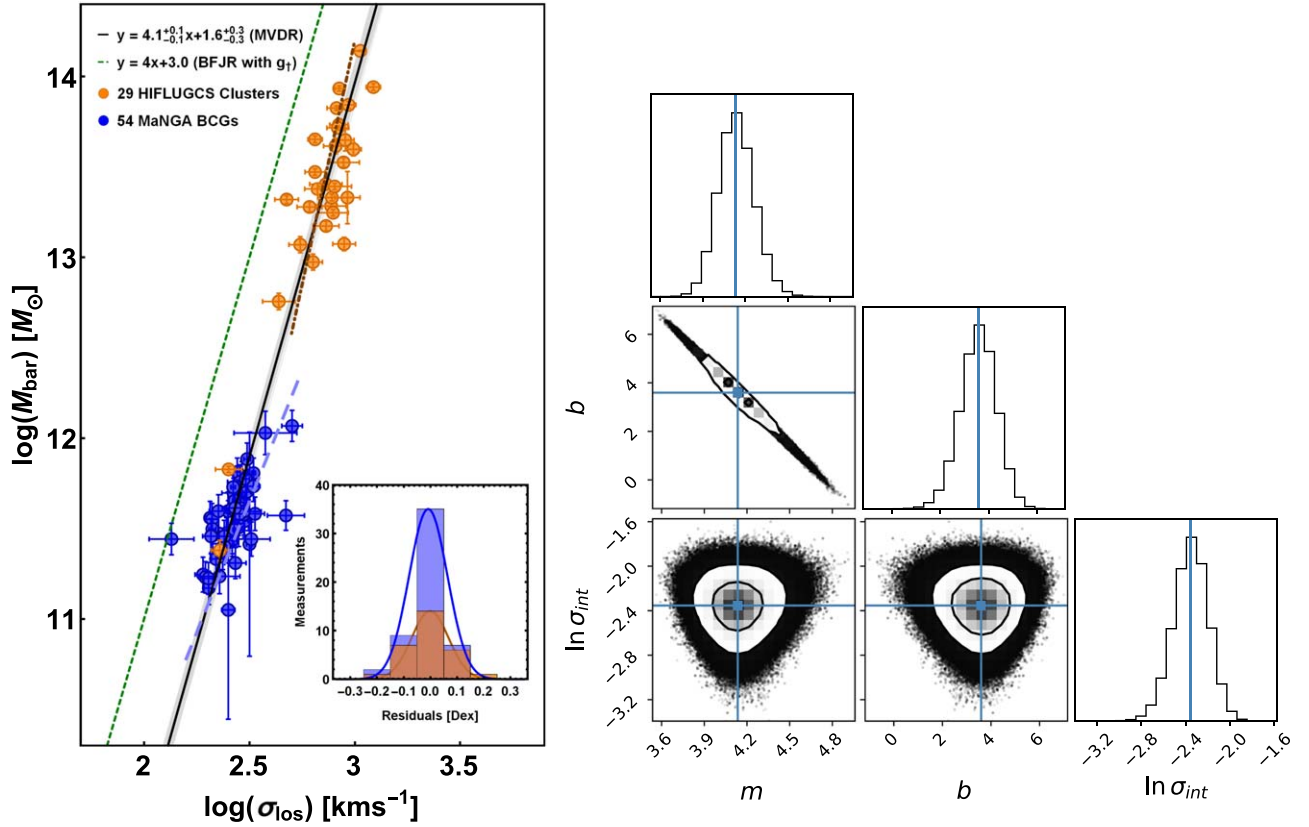 y = 4.1+0.1−0.1x+1.6+0.3−0.3 (MVDR)
y = 4x+3.0 (BFJR with g†)
29 HIFLUGCS Clusters
54 MaNGA BCGs
log(Mbar) [M⊙]
14
13
12
11
2 2.5 3 3.5
log(σlos) [kms−1]
Measurements
40
30
20
10
0
−0.3 −0.2 −0.1 0.0 0.1 0.2 0.3
Residuals [Dex]
b
6
4
2
0
ln σint
−1.6
−2.0
−2.4
−2.8
−3.2
3.6 3.9 4.2 4.5 4.8
m
0 2 4 6
b
−3.2 −2.8 −2.4 −2.0 −1.6
ln σint